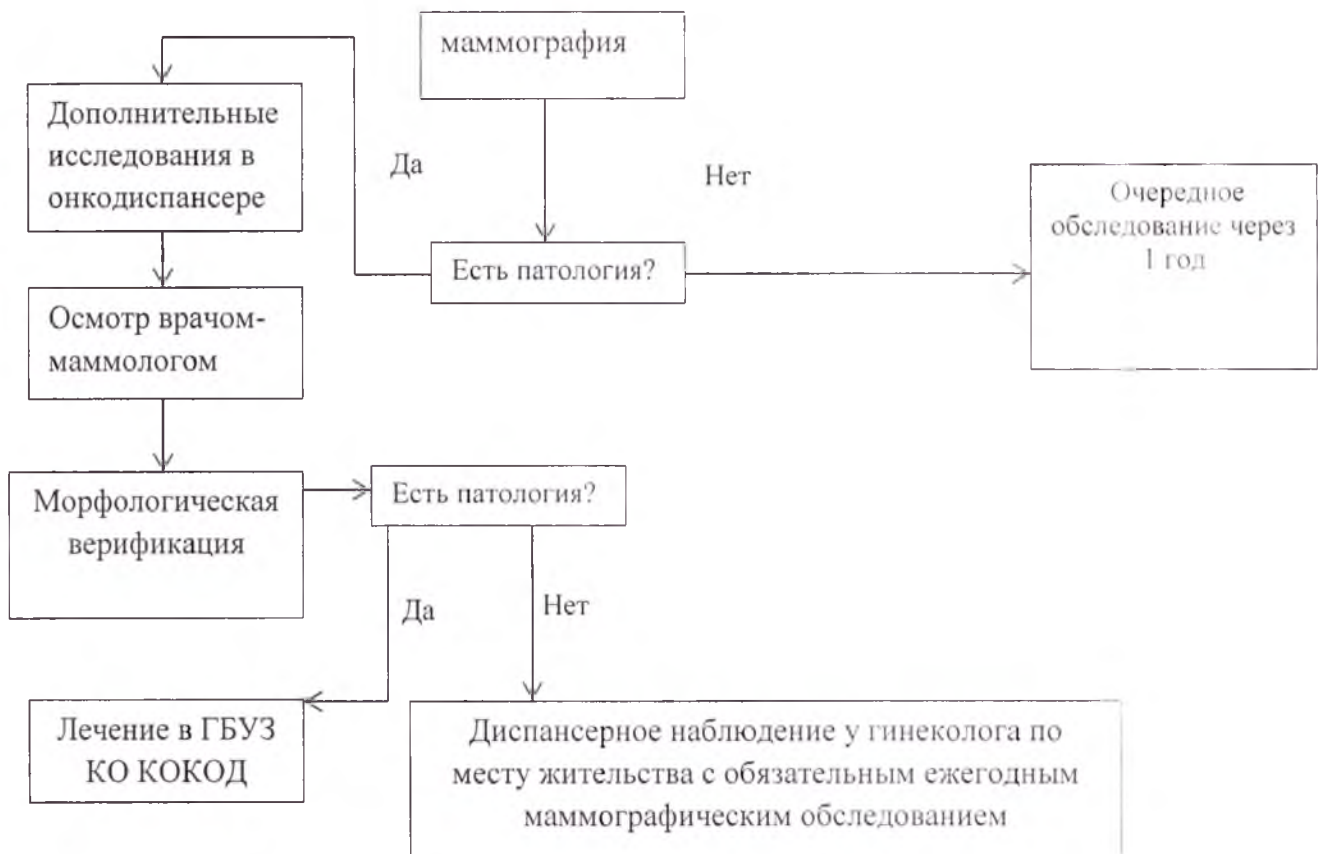 маммография
Дополнительные
исследования в
онкодиспансере
Да
Нет
Очередное
обследование через
1 год
Есть патология?
Осмотр врачом-
маммологом
Морфологическая
верификация
Есть патология?
Да
Нет
Лечение в ГБУЗ
КО КОКОД
Диспансерное наблюдение у гинеколога по
месту жительства с обязательным ежегодным
маммографическим обследованием